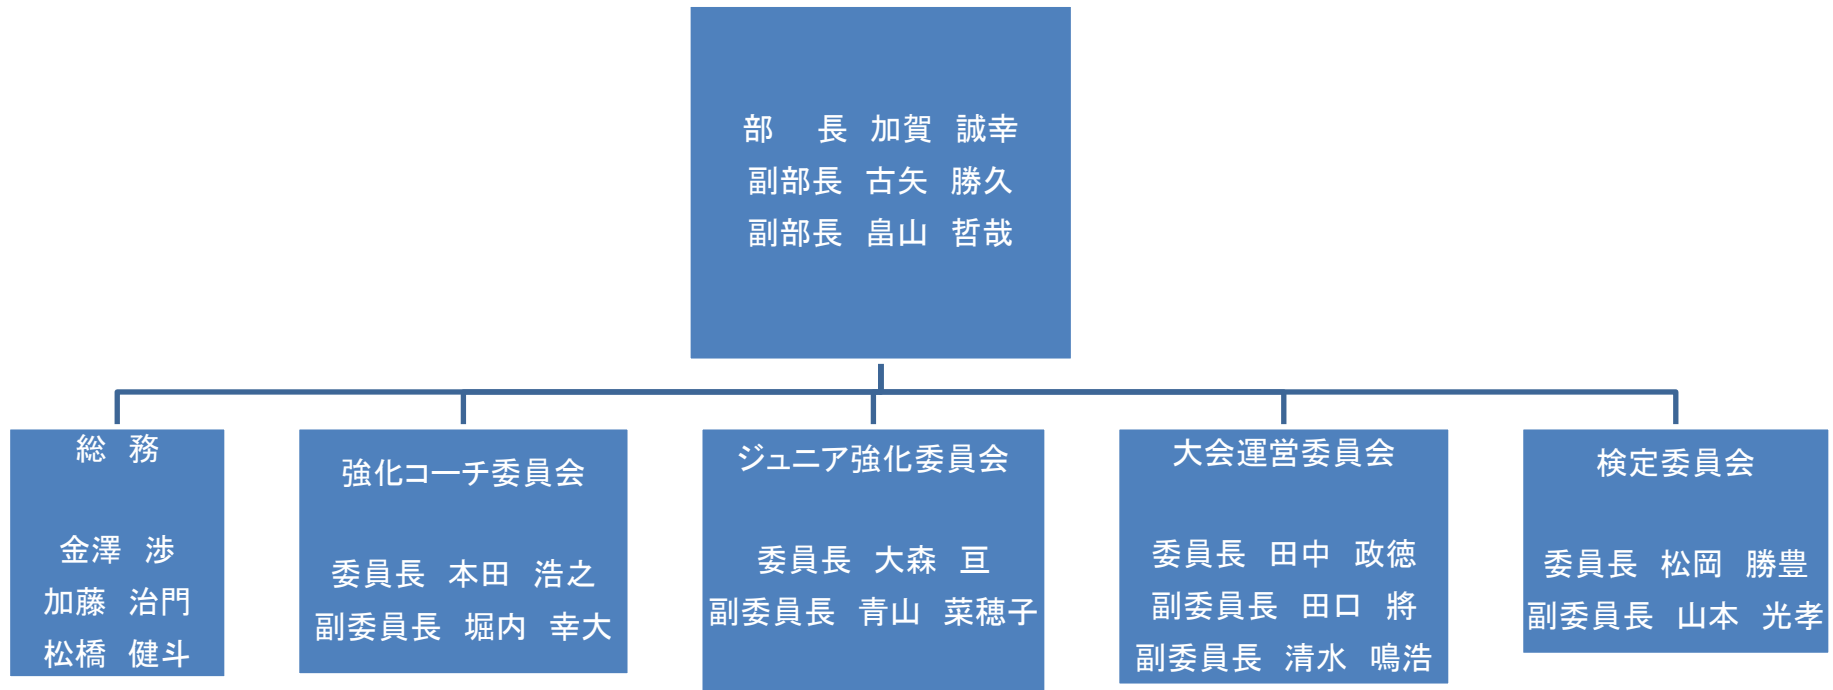 部　長 加賀 誠幸
副部長 古矢 勝久
副部長 畠山 哲哉
総 務
金澤 渉
加藤 治門
松橋 健斗
強化コーチ委員会
委員長 本田 浩之
副委員長 堀内 幸大
ジュニア強化委員会
委員長 大森 亘
副委員長 青山 菜穂子
大会運営委員会
委員長 田中 政徳
副委員長 田口 將
副委員長 清水 鳴浩
検定委員会
委員長 松岡 勝豊
副委員長 山本 光孝